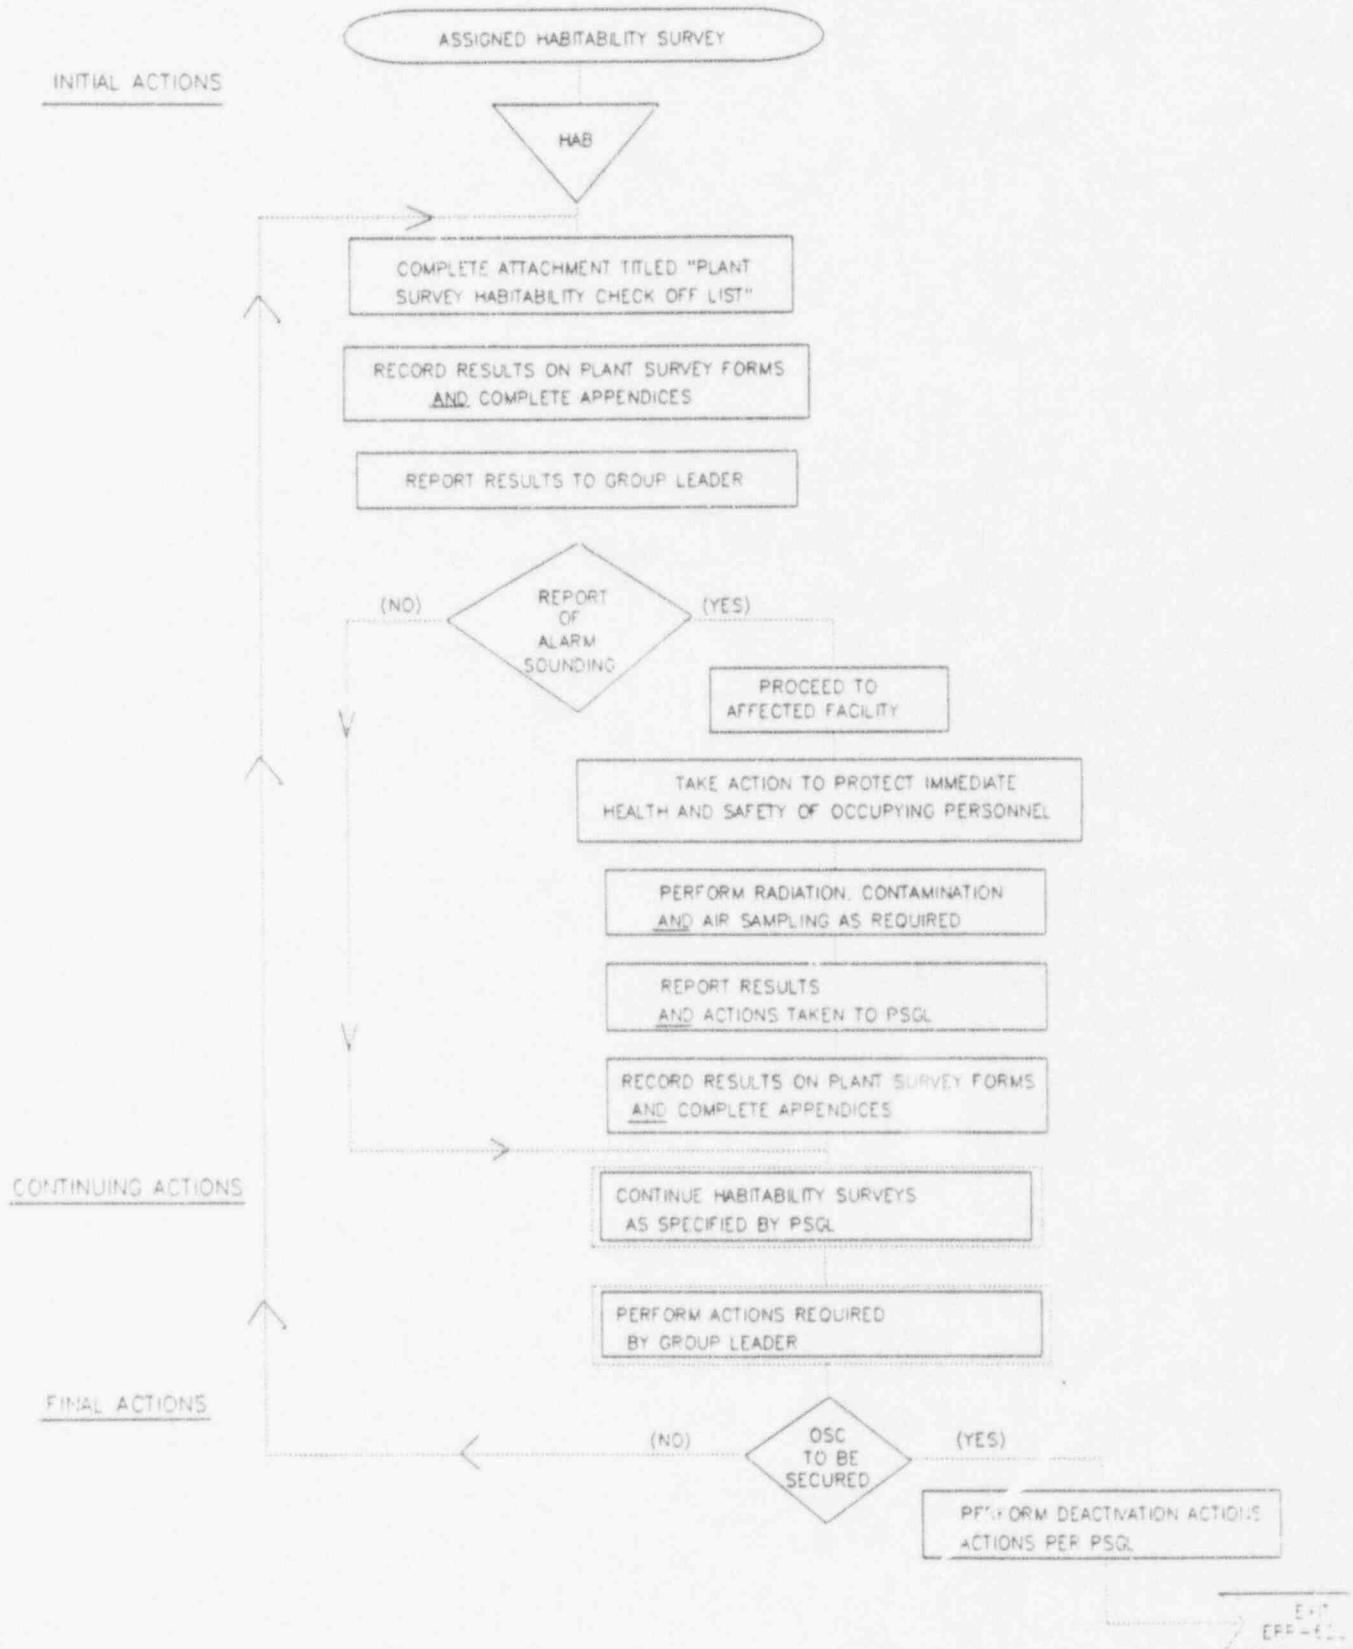 ASSIGNED HABITABILITY SURVEY
INITIAL ACTIONS
HAB
COMPLETE ATTACHMENT TITLED "PLANT
SURVEY HABITABILITY CHECK OFF LIST"
RECORD RESULTS ON PLANT SURVEY FORMS
AND COMPLETE APPENDICES
REPORT RESULTS TO GROUP LEADER
REPORT
OF
ALARM
SOUNDING
(NO)
(YES)
PROCEED TO
AFFECTED FACILITY
TAKE ACTION TO PROTECT IMMEDIATE
HEALTH AND SAFETY OF OCCUPYING PERSONNEL
PERFORM RADIATION, CONTAMINATION
AND AIR SAMPLING AS REQUIRED
REPORT RESULTS
AND ACTIONS TAKEN TO PSGL
RECORD RESULTS ON PLANT SURVEY FORMS
AND COMPLETE APPENDICES
CONTINUING ACTIONS
CONTINUE HABITABILITY SURVEYS
AS SPECIFIED BY PSGL
PERFORM ACTIONS REQUIRED
BY GROUP LEADER
FINAL ACTIONS
OSC
TO BE
SECURED
(NO)
(YES)
PERFORM DEACTIVATION ACTIONS
ACTIONS PER PSGL
EXIT